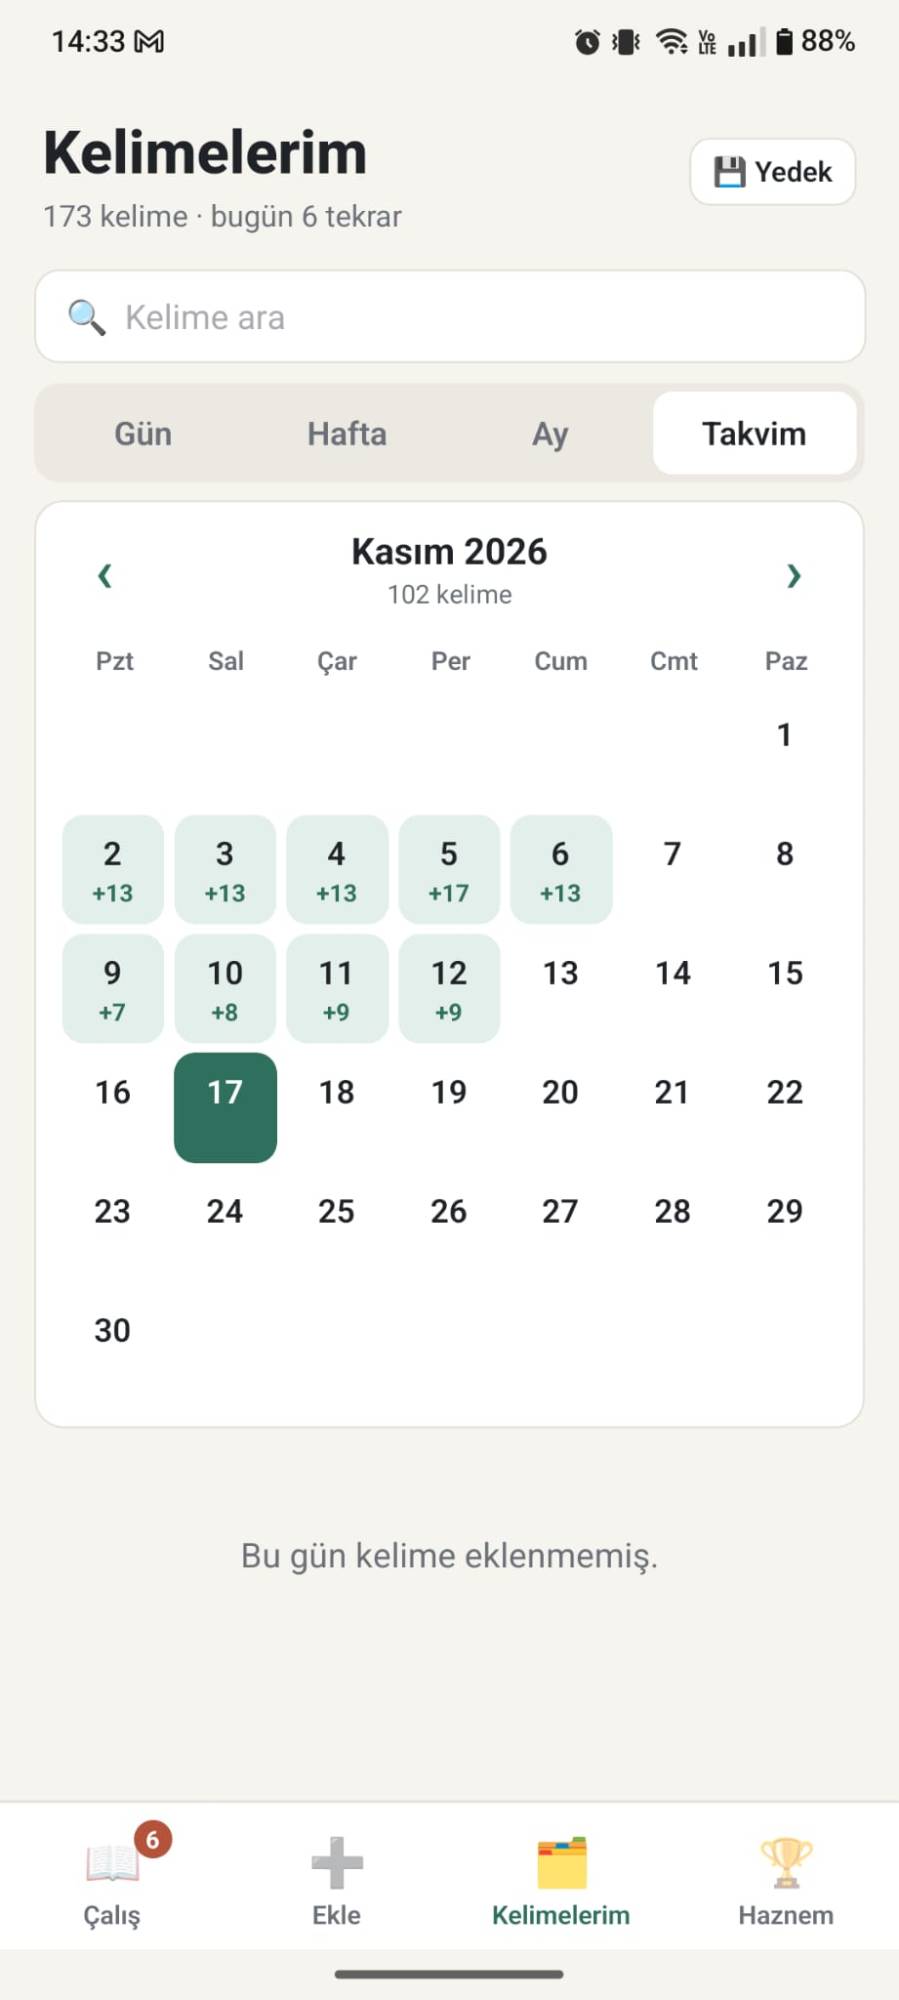 14:33
Vo LTE 88%
Kelimelerim
173 kelime · bugün 6 tekrar
Yedek
Kelime ara
Gün Hafta Ay Takvim
Kasım 2026
102 kelime
Pzt Sal Çar Per Cum Cmt Paz
1
2 3 4 5 6 7 8
+13 +13 +13 +17 +13
9 10 11 12 13 14 15
+7 +8 +9 +9
16 17 18 19 20 21 22
23 24 25 26 27 28 29
30
Bu gün kelime eklenmemiş.
6
Çalış Ekle Kelimelerim Haznem